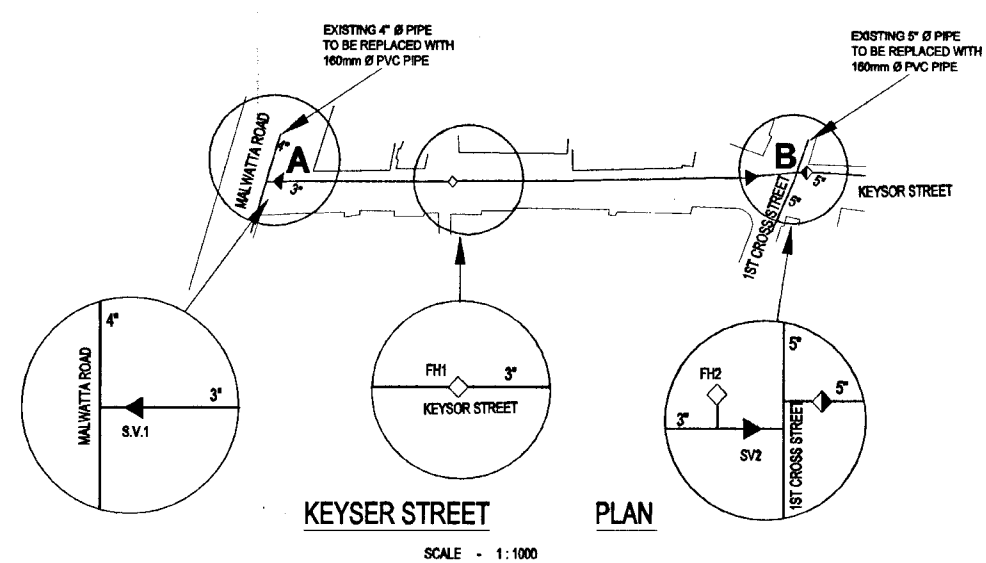 EXISTING 4" Ø PIPE
TO BE REPLACED WITH
160mm Ø PVC PIPE
EXISTING 5" Ø PIPE
TO BE REPLACED WITH
160mm Ø PVC PIPE
MALWATTA ROAD
4"
A
3"
B
5"
5"
KEYSOR STREET
1ST CROSS STREET
4"
MALWATTA ROAD
3"
S.V.1
FH1
3"
KEYSOR STREET
5"
FH2
5"
3"
SV2
1ST CROSS STREET
KEYSER STREET PLAN
SCALE - 1 : 1000